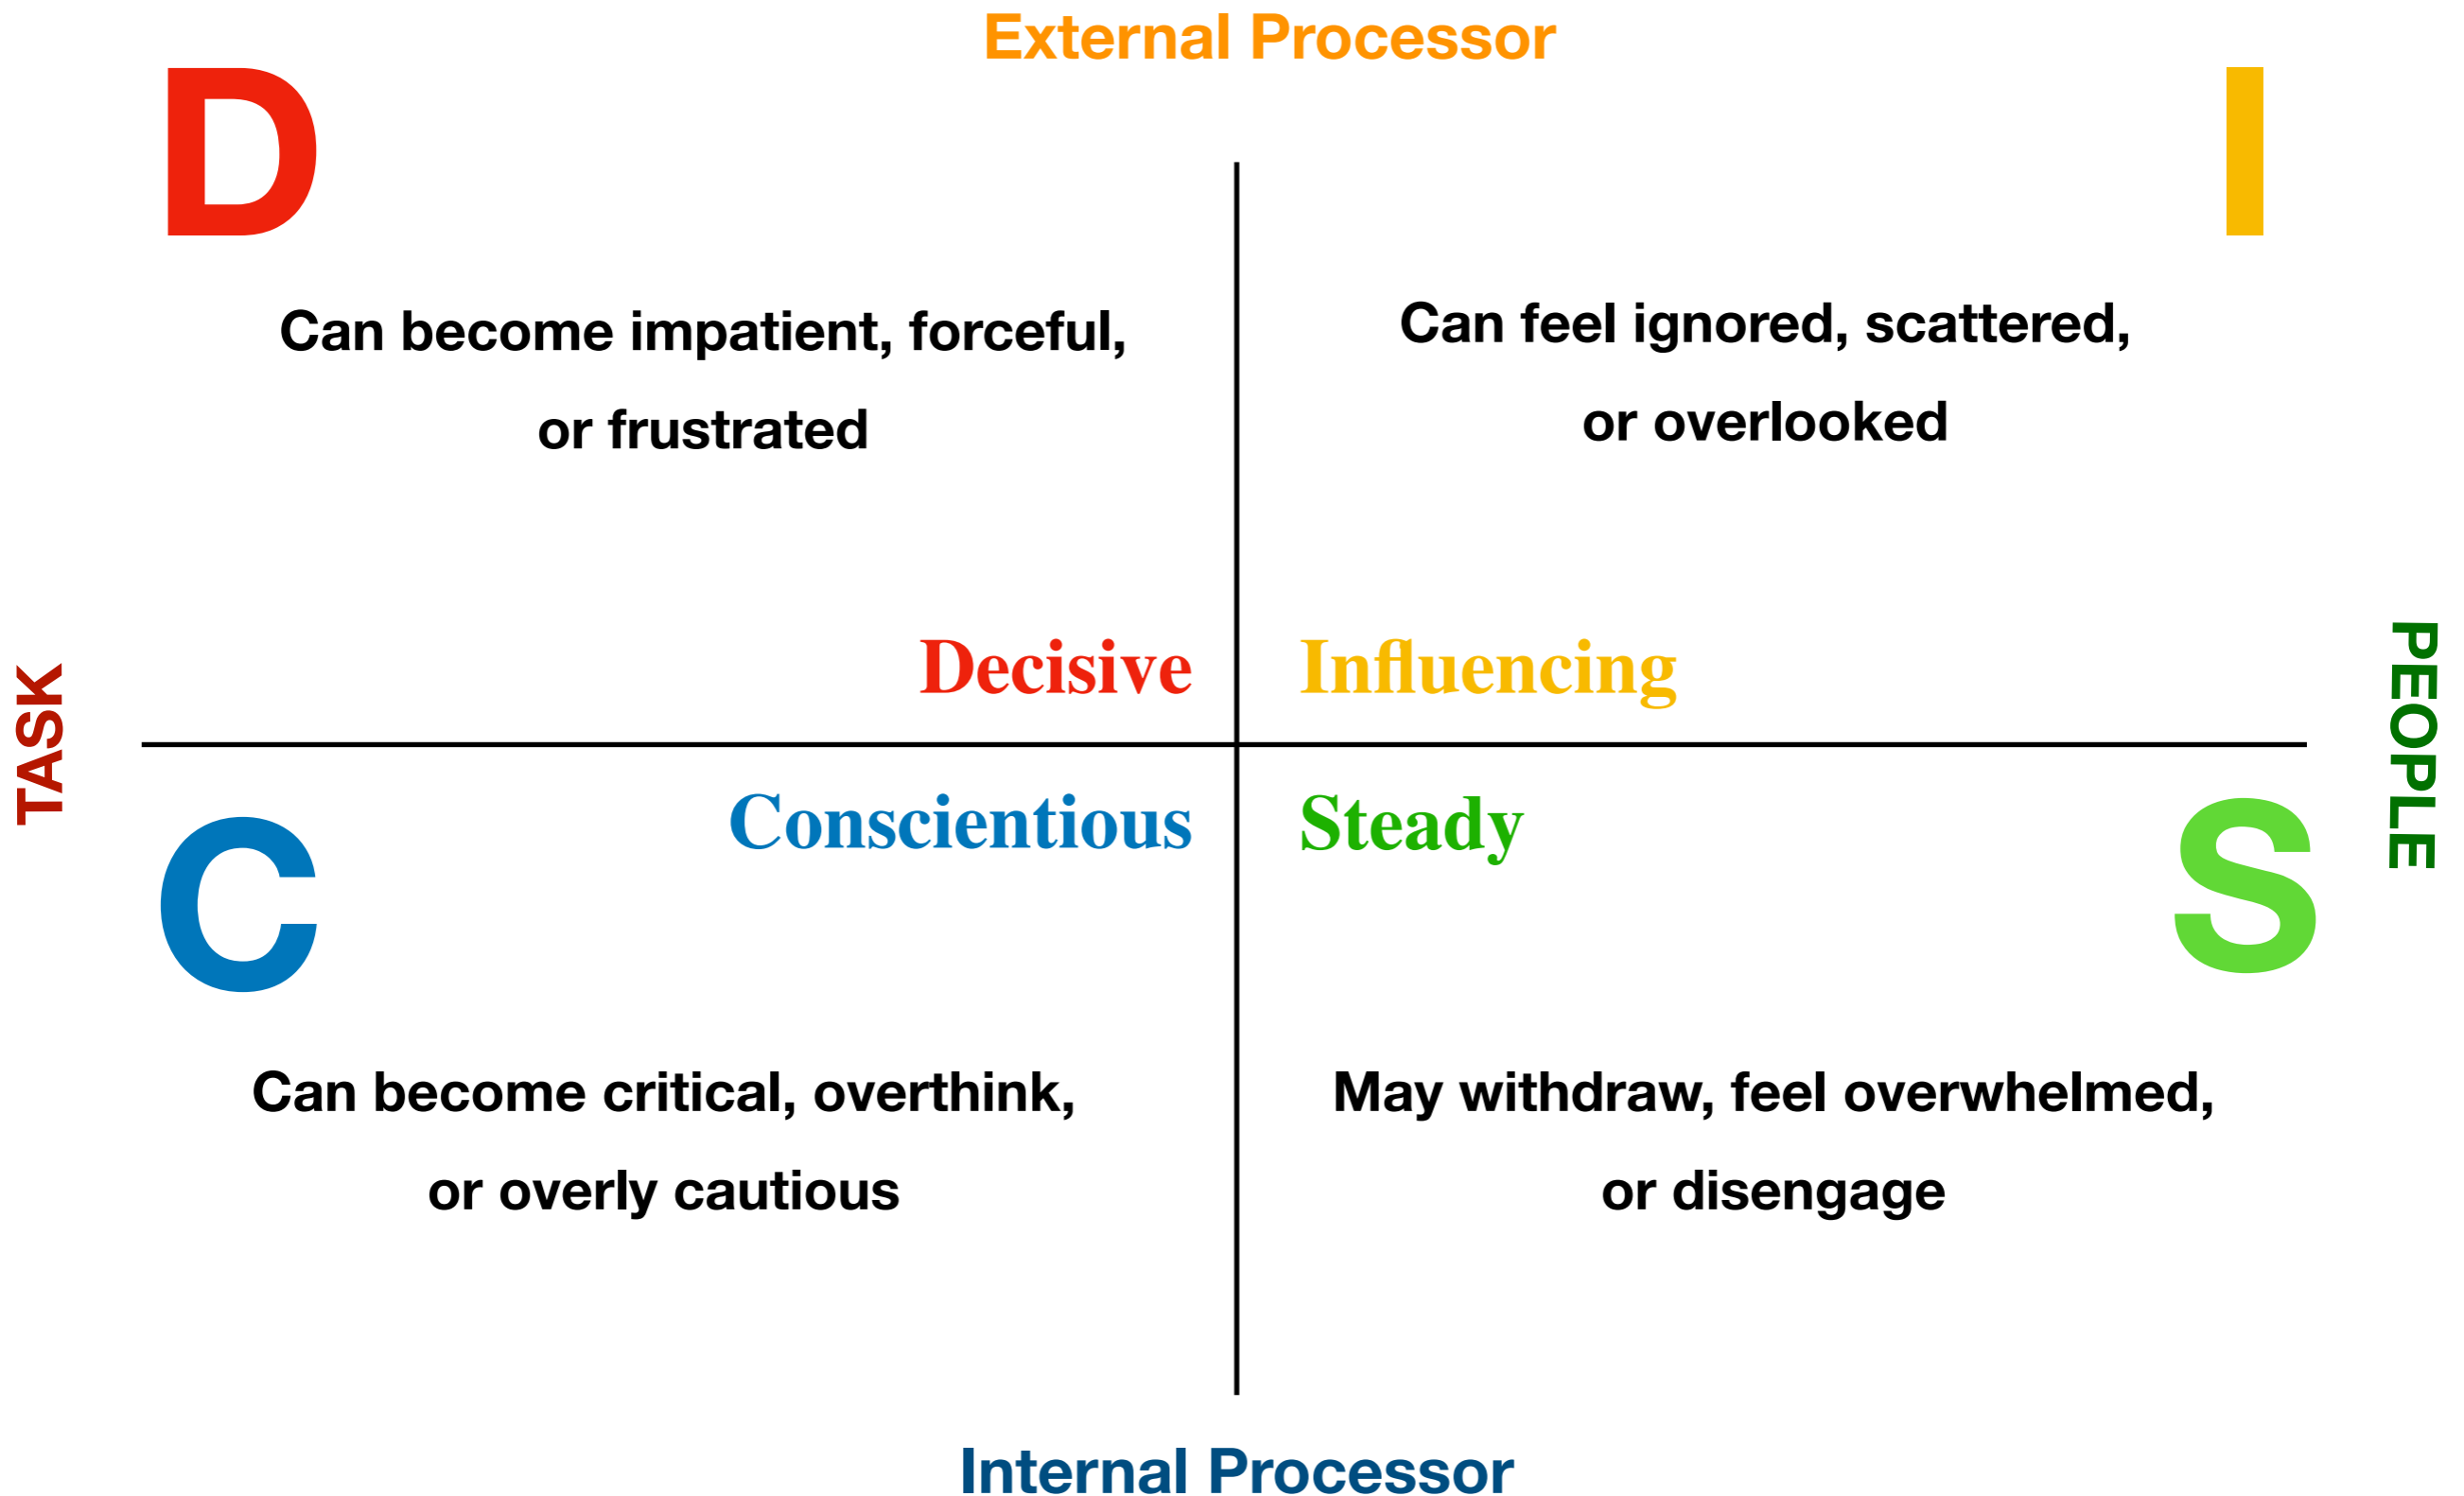 External Processor
D
I
Can become impatient, forceful,
or frustrated
Can feel ignored, scattered,
or overlooked
TASK
PEOPLE
Decisive
Influencing
Conscientious
Steady
C
S
Can become critical, overthink,
or overly cautious
May withdraw, feel overwhelmed,
or disengage
Internal Processor